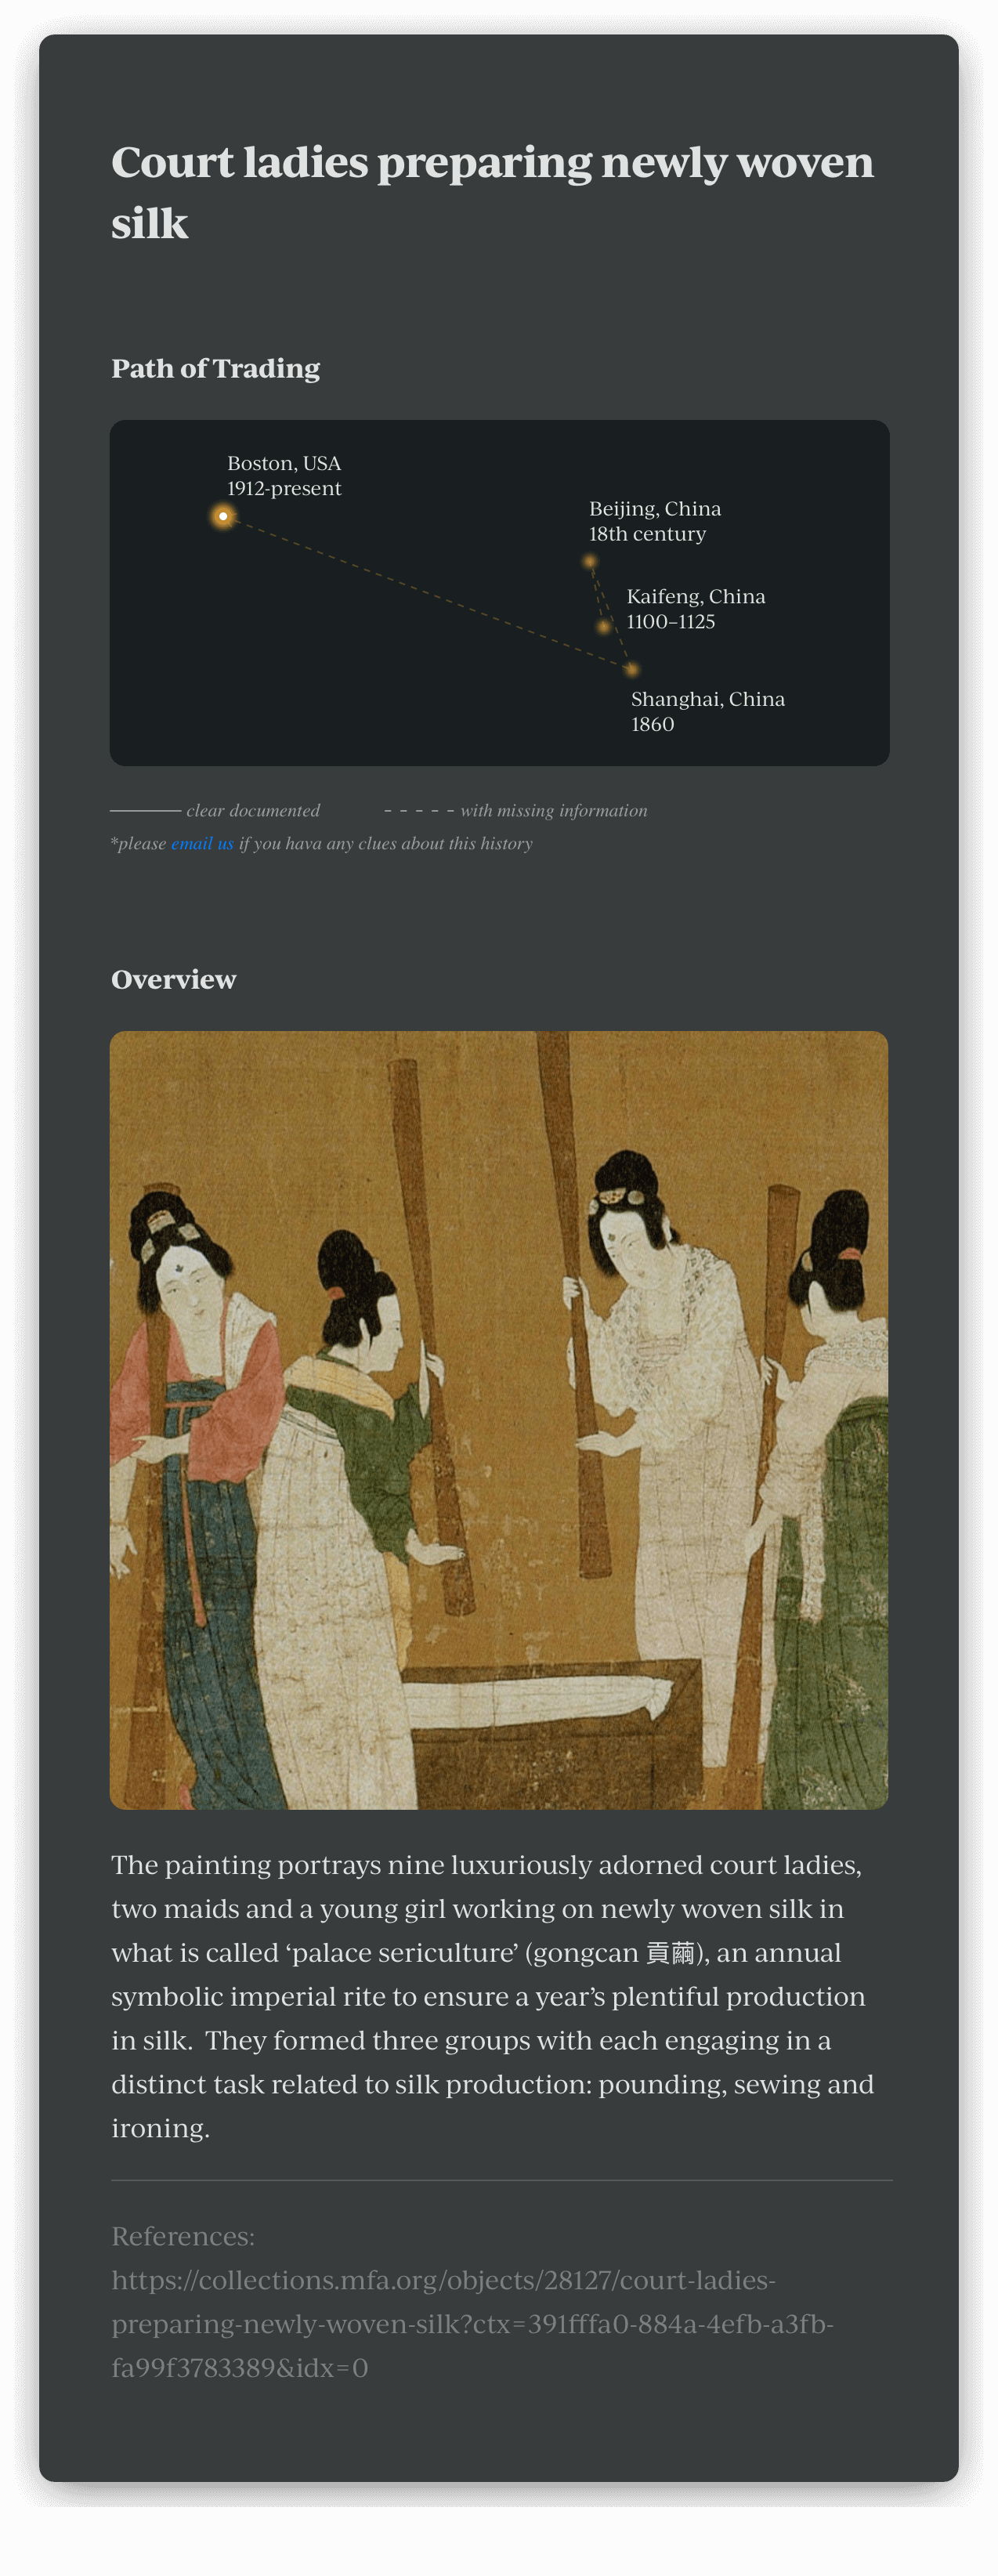 Court ladies preparing newly woven
silk
Path of Trading
Boston, USA
1912-present
Beijing, China
18th century
Kaifeng, China
1100–1125
Shanghai, China
1860
clear documented with missing information
*please email us if you hava any clues about this history
Overview
The painting portrays nine luxuriously adorned court ladies,
two maids and a young girl working on newly woven silk in
what is called ‘palace sericulture’ (gongcan 貢繭), an annual
symbolic imperial rite to ensure a year’s plentiful production
in silk.  They formed three groups with each engaging in a
distinct task related to silk production: pounding, sewing and
ironing.
References:
https://collections.mfa.org/objects/28127/court-ladies-
preparing-newly-woven-silk?ctx=391fffa0-884a-4efb-a3fb-
fa99f3783389&idx=0